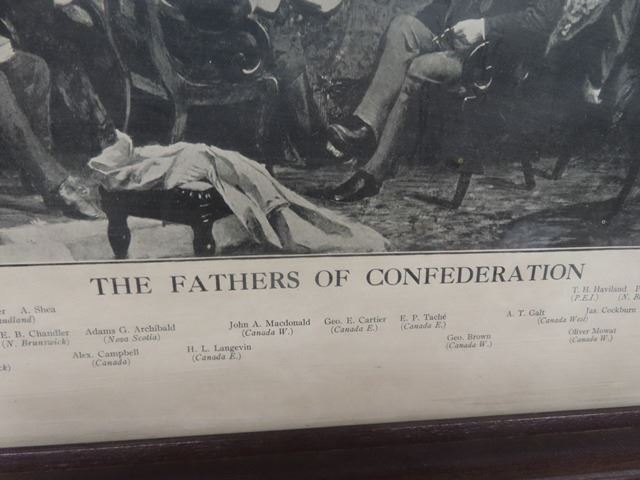 THE FATHERS OF CONFEDERATION
T. H. Haviland
(P.E.I.)
A. Shea
Jas. Cockburn
E. B. Chandler
(N. Brunswick)
Adams G. Archibald
(Nova Scotia)
John A. Macdonald
(Canada W.)
Geo. E. Cartier
(Canada E.)
E. P. Taché
(Canada E.)
A. T. Galt
(Canada West)
Alex. Campbell
(Canada)
H. L. Langevin
(Canada E.)
Geo. Brown
(Canada W.)
Oliver Mowat
(Canada W.)